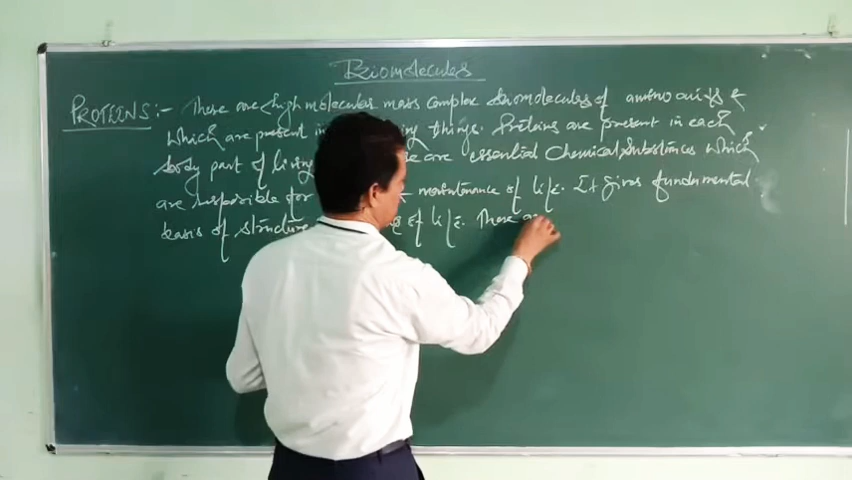 Biomolecules
PROTEINS:- These are high molecular mass complex biomolecules of amino acids &
which are present in living things. Proteins are present in each
body part of living are essential Chemical Substances which
are responsible for maintenance of life. It gives fundamental
basis of structure of life. These are